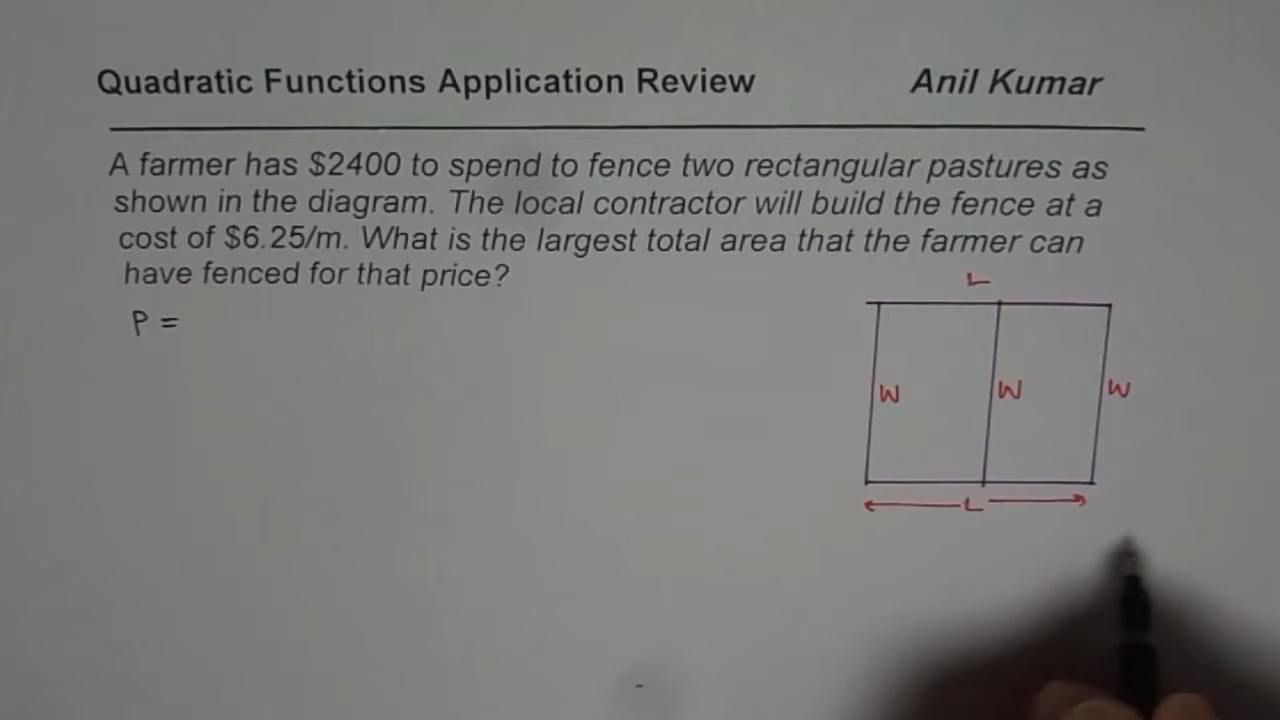 Quadratic Functions Application Review Anil Kumar
A farmer has $2400 to spend to fence two rectangular pastures as
shown in the diagram. The local contractor will build the fence at a
cost of $6.25/m. What is the largest total area that the farmer can
have fenced for that price?
L
P =
W W W
L